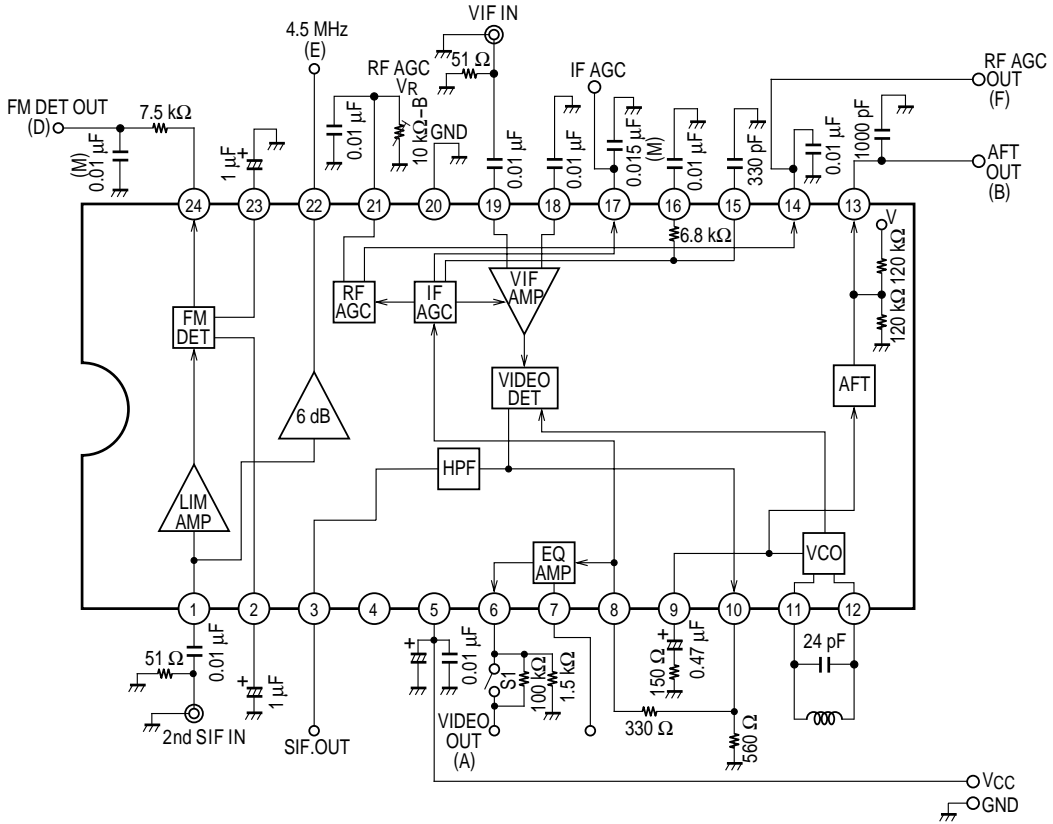 VIF IN
4.5 MHz
(E)
51 Ω
RF AGC
VR
IF AGC
RF AGC
OUT
(F)
FM DET OUT
(D)
7.5 kΩ
(M)
0.01 µF
1 µF
+
0.01 µF
10 kΩ–B
GND
0.01 µF
0.01 µF
0.015 µF
(M)
0.01 µF
330 pF
0.01 µF
1000 pF
AFT
OUT
(B)
24
23
22
21
20
19
18
17
16
15
14
13
6.8 kΩ
V
120 kΩ
120 kΩ
RF
AGC
IF
AGC
VIF
AMP
FM
DET
VIDEO
DET
AFT
6 dB
HPF
LIM
AMP
EQ
AMP
VCO
1
2
3
4
5
6
7
8
9
10
11
12
51 Ω
0.01 µF
+
1 µF
+
0.01 µF
S1
100 kΩ
1.5 kΩ
+
150 Ω
0.47 µF
24 pF
2nd SIF IN
SIF.OUT
VIDEO
OUT
(A)
330 Ω
560 Ω
VCC
GND